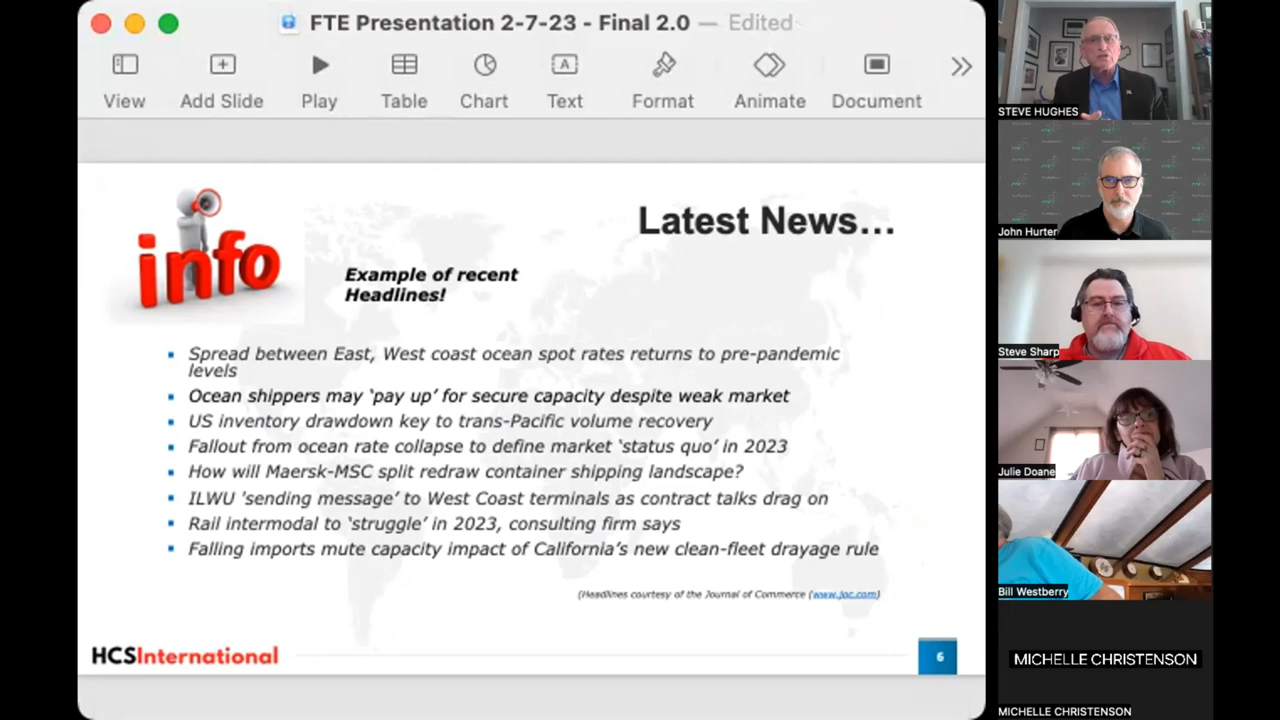 FTE Presentation 2-7-23 - Final 2.0 — Edited
View
Add Slide
Play
Table
Chart
Text
Format
Animate
Document
info
Latest News...
Example of recent
Headlines!
Spread between East, West coast ocean spot rates returns to pre-pandemic
levels
Ocean shippers may ‘pay up’ for secure capacity despite weak market
US inventory drawdown key to trans-Pacific volume recovery
Fallout from ocean rate collapse to define market ‘status quo’ in 2023
How will Maersk-MSC split redraw container shipping landscape?
ILWU 'sending message’ to West Coast terminals as contract talks drag on
Rail intermodal to ‘struggle’ in 2023, consulting firm says
Falling imports mute capacity impact of California’s new clean-fleet drayage rule
(Headlines courtesy of the Journal of Commerce (www.joc.com)
HCSInternational
6
STEVE HUGHES
John Hurter
Steve Sharp
Julie Doane
Bill Westberry
MICHELLE CHRISTENSON
MICHELLE CHRISTENSON